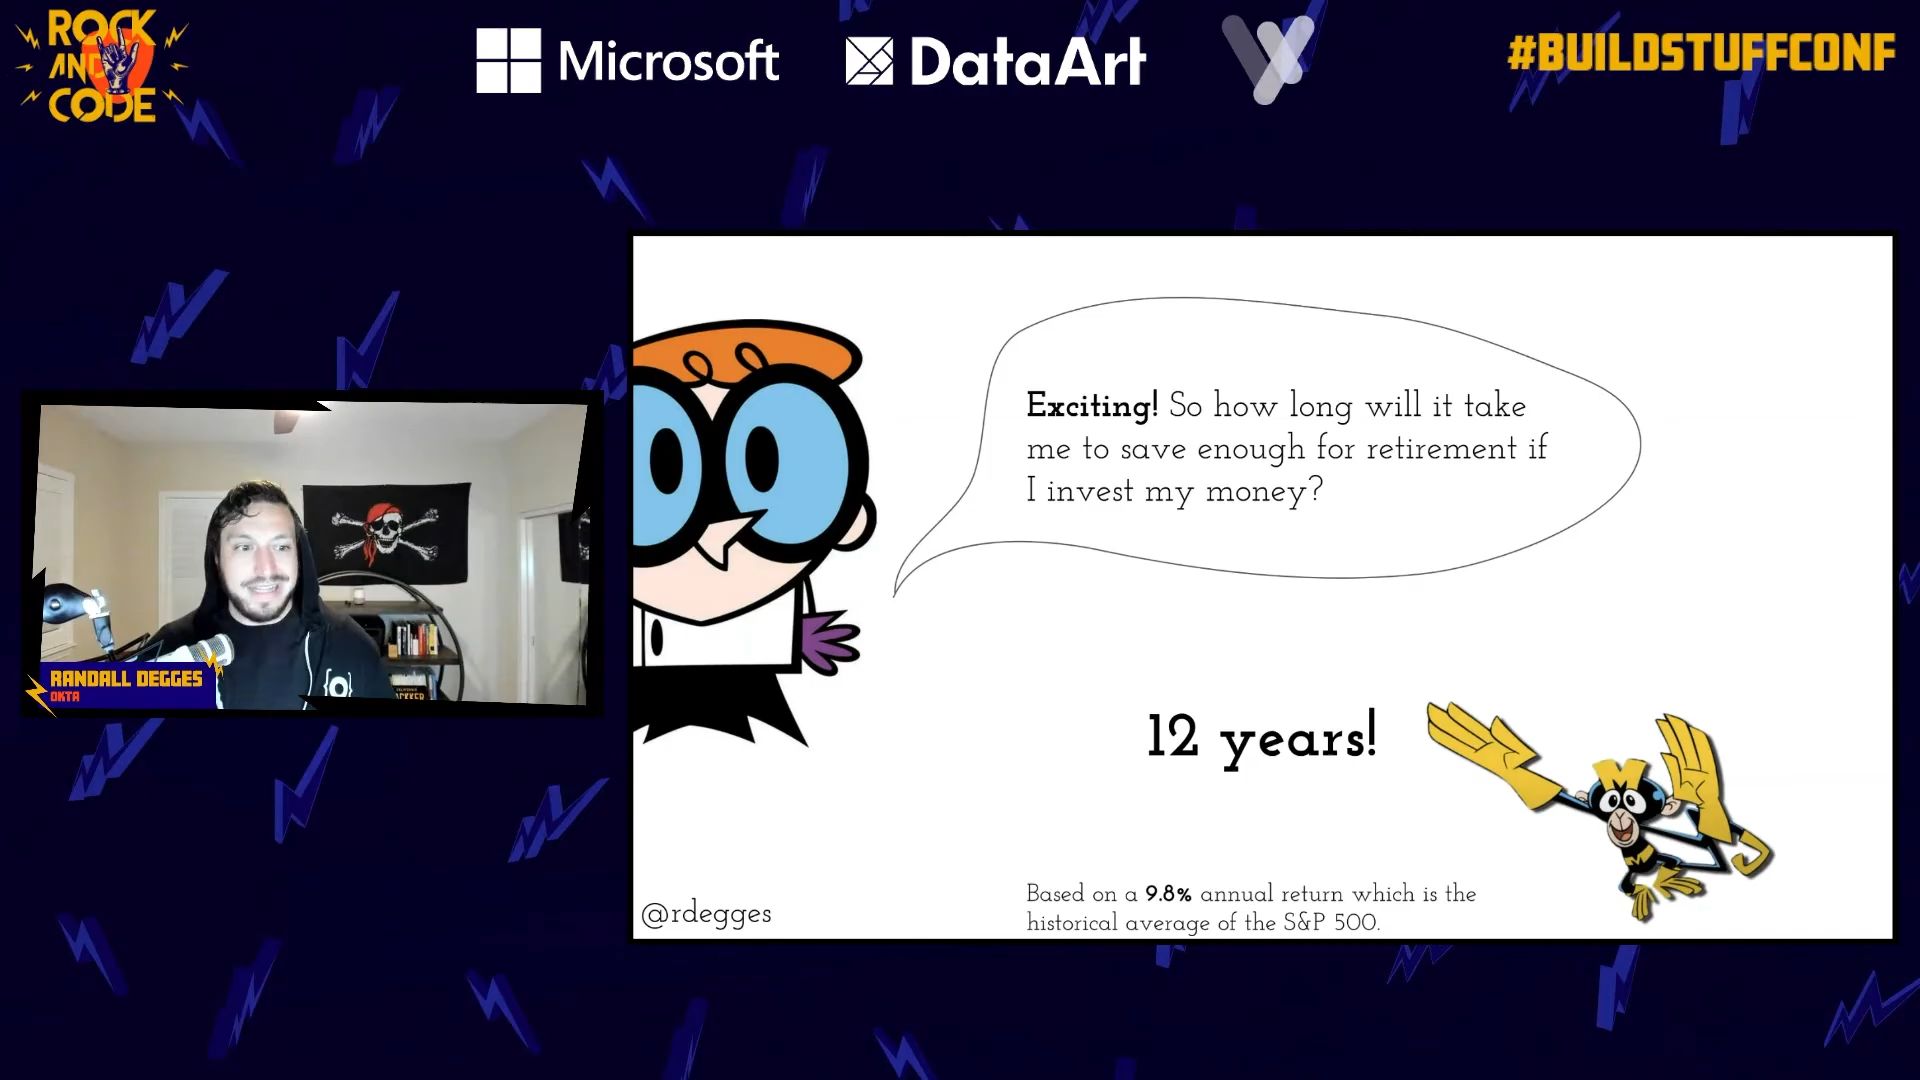 ROCK
AND
CODE
Microsoft
DataArt
#BUILDSTUFFCONF
Exciting! So how long will it take
me to save enough for retirement if
I invest my money?
RANDALL DEGGES
OKTA
12 years!
M
Based on a 9.8% annual return which is the
historical average of the S&P 500.
@rdegges